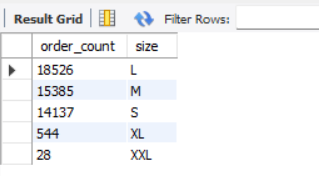 Result Grid Filter Rows:
order_count size
18526 L
15385 M
14137 S
544 XL
28 XXL